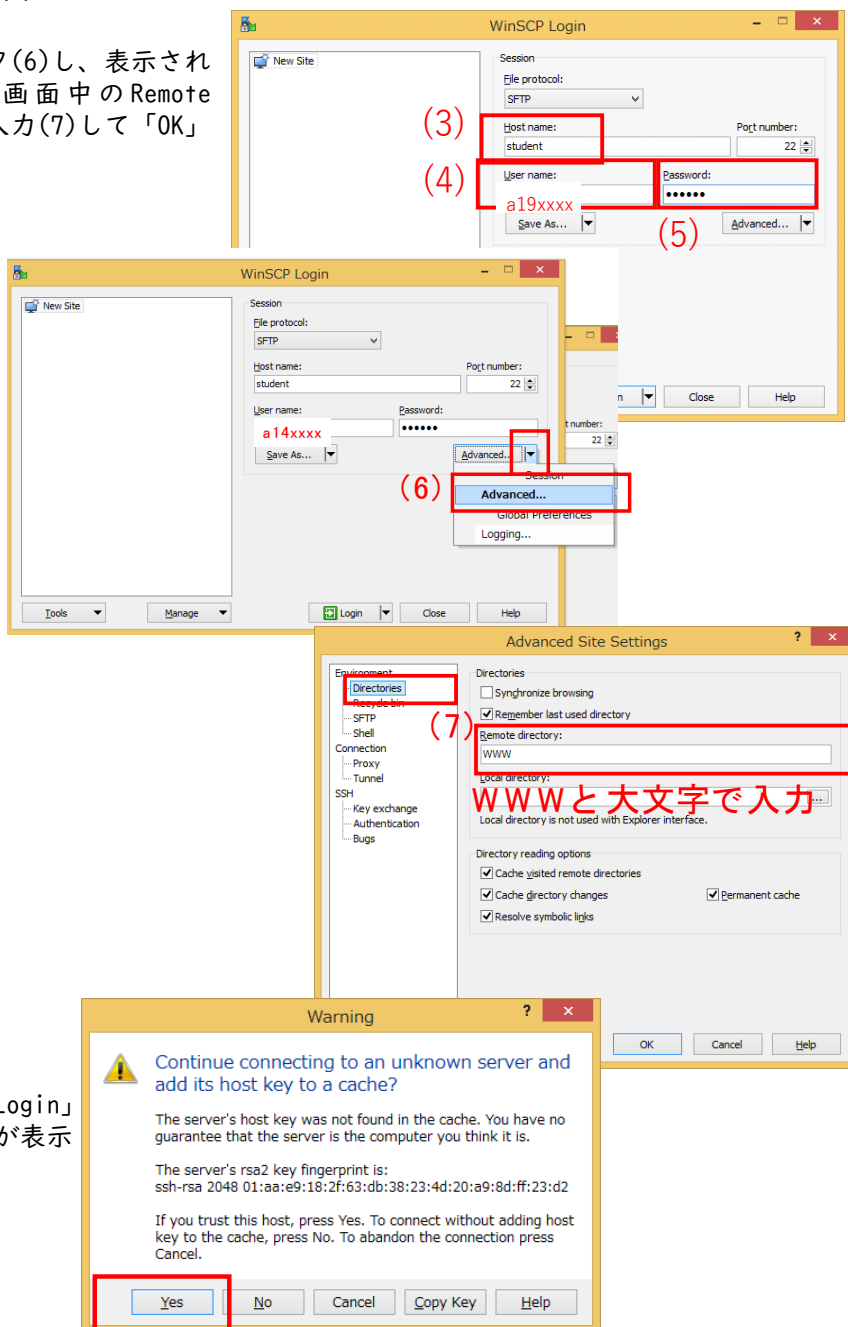 WinSCP Login
ク(6)し、表示され
画面中のRemote
入力(7)して「OK」
New Site
Session
File protocol:
SFTP
(3)
Host name:
Port number:
student
22
(4)
User name:
Password:
a19xxxx
••••••
(5)
Save As...
Advanced...
Close
Help
WinSCP Login
New Site
Session
File protocol:
SFTP
Host name:
Port number:
student
22
User name:
Password:
a14xxxx
••••••
Save As...
Advanced...
(6)
Session
Advanced...
Global Preferences
Logging...
t number:
22
Tools
Manage
Login
Close
Help
Advanced Site Settings
Environment
Directories
Recycle bin
SFTP
Shell
Connection
Proxy
Tunnel
SSH
Key exchange
Authentication
Bugs
(7)
Directories
Synchronize browsing
Remember last used directory
Remote directory:
WWW
Local directory:
WWWと大文字で入力
...
Local directory is not used with Explorer interface.
Directory reading options
Cache visited remote directories
Cache directory changes
Permanent cache
Resolve symbolic links
OK
Cancel
Help
Login」
が表示
Warning
Continue connecting to an unknown server and
add its host key to a cache?
The server's host key was not found in the cache. You have no
guarantee that the server is the computer you think it is.
The server's rsa2 key fingerprint is:
ssh-rsa 2048 01:aa:e9:18:2f:63:db:38:23:4d:20:a9:8d:ff:23:d2
If you trust this host, press Yes. To connect without adding host
key to the cache, press No. To abandon the connection press
Cancel.
Yes
No
Cancel
Copy Key
Help